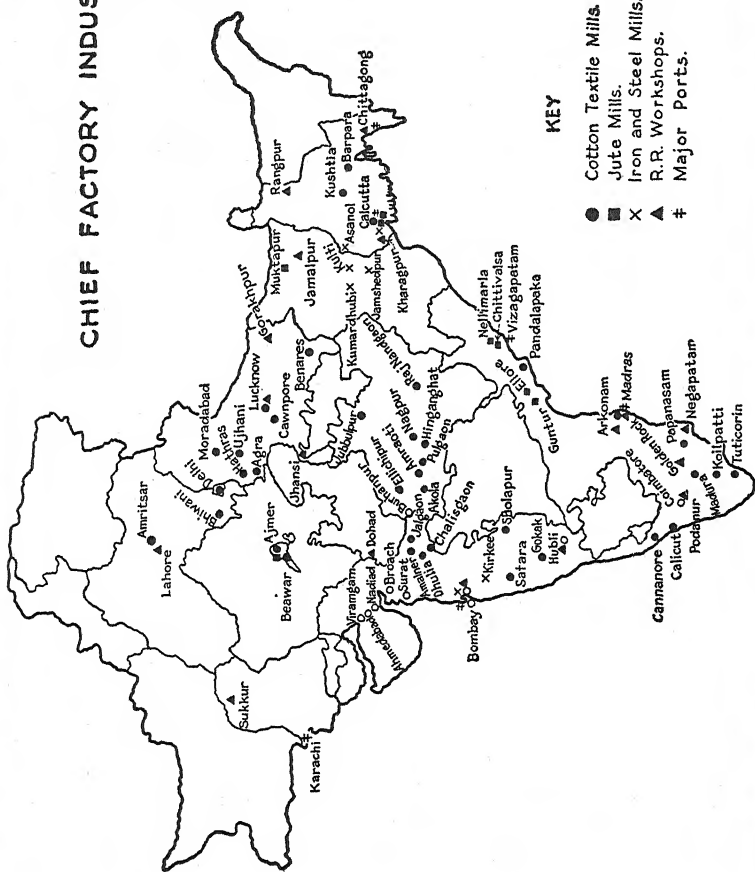 CHIEF FACTORY INDUS
Amritsar
Lahore
Moradabad
Delhi
Hathras
Ujhani
Bhiwani
Agra
Lucknow
Gorakhpur
Cawnpore
Benares
Jhansi
Ajmer
Beawar
Sukkur
Karachi
Muktapur
Jamalpur
Rangpur
Kushtia
Barpara
Chittagong
Asanol
Calcutta
Kulti
Kumardhubi
Jamshedpur
Kharagpur
Viramgam
Nadiad
Ahmedabad
Dohad
Broach
Surat
Jubbulpur
Raj Nandgaon
Nagpur
Hinganghat
Pulgaon
Amraoti
Ellichpur
Burhanpur
Akola
Jalgaon
Chalisgaon
Amalner
Dhulia
Bombay
Kirkee
Sholapur
Satara
Gokak
Hubli
Nellimarla
Chittivalsa
Vizagapatam
Pandalapaka
Ellore
Guntur
Arkonam
Madras
Golden Rock
Papanasam
Negapatam
Coimbatore
Cannanore
Calicut
Podanur
Madura
Koilpatti
Tuticorin
KEY
Cotton Textile Mills.
Jute Mills.
Iron and Steel Mills.
R.R. Workshops.
Major Ports.